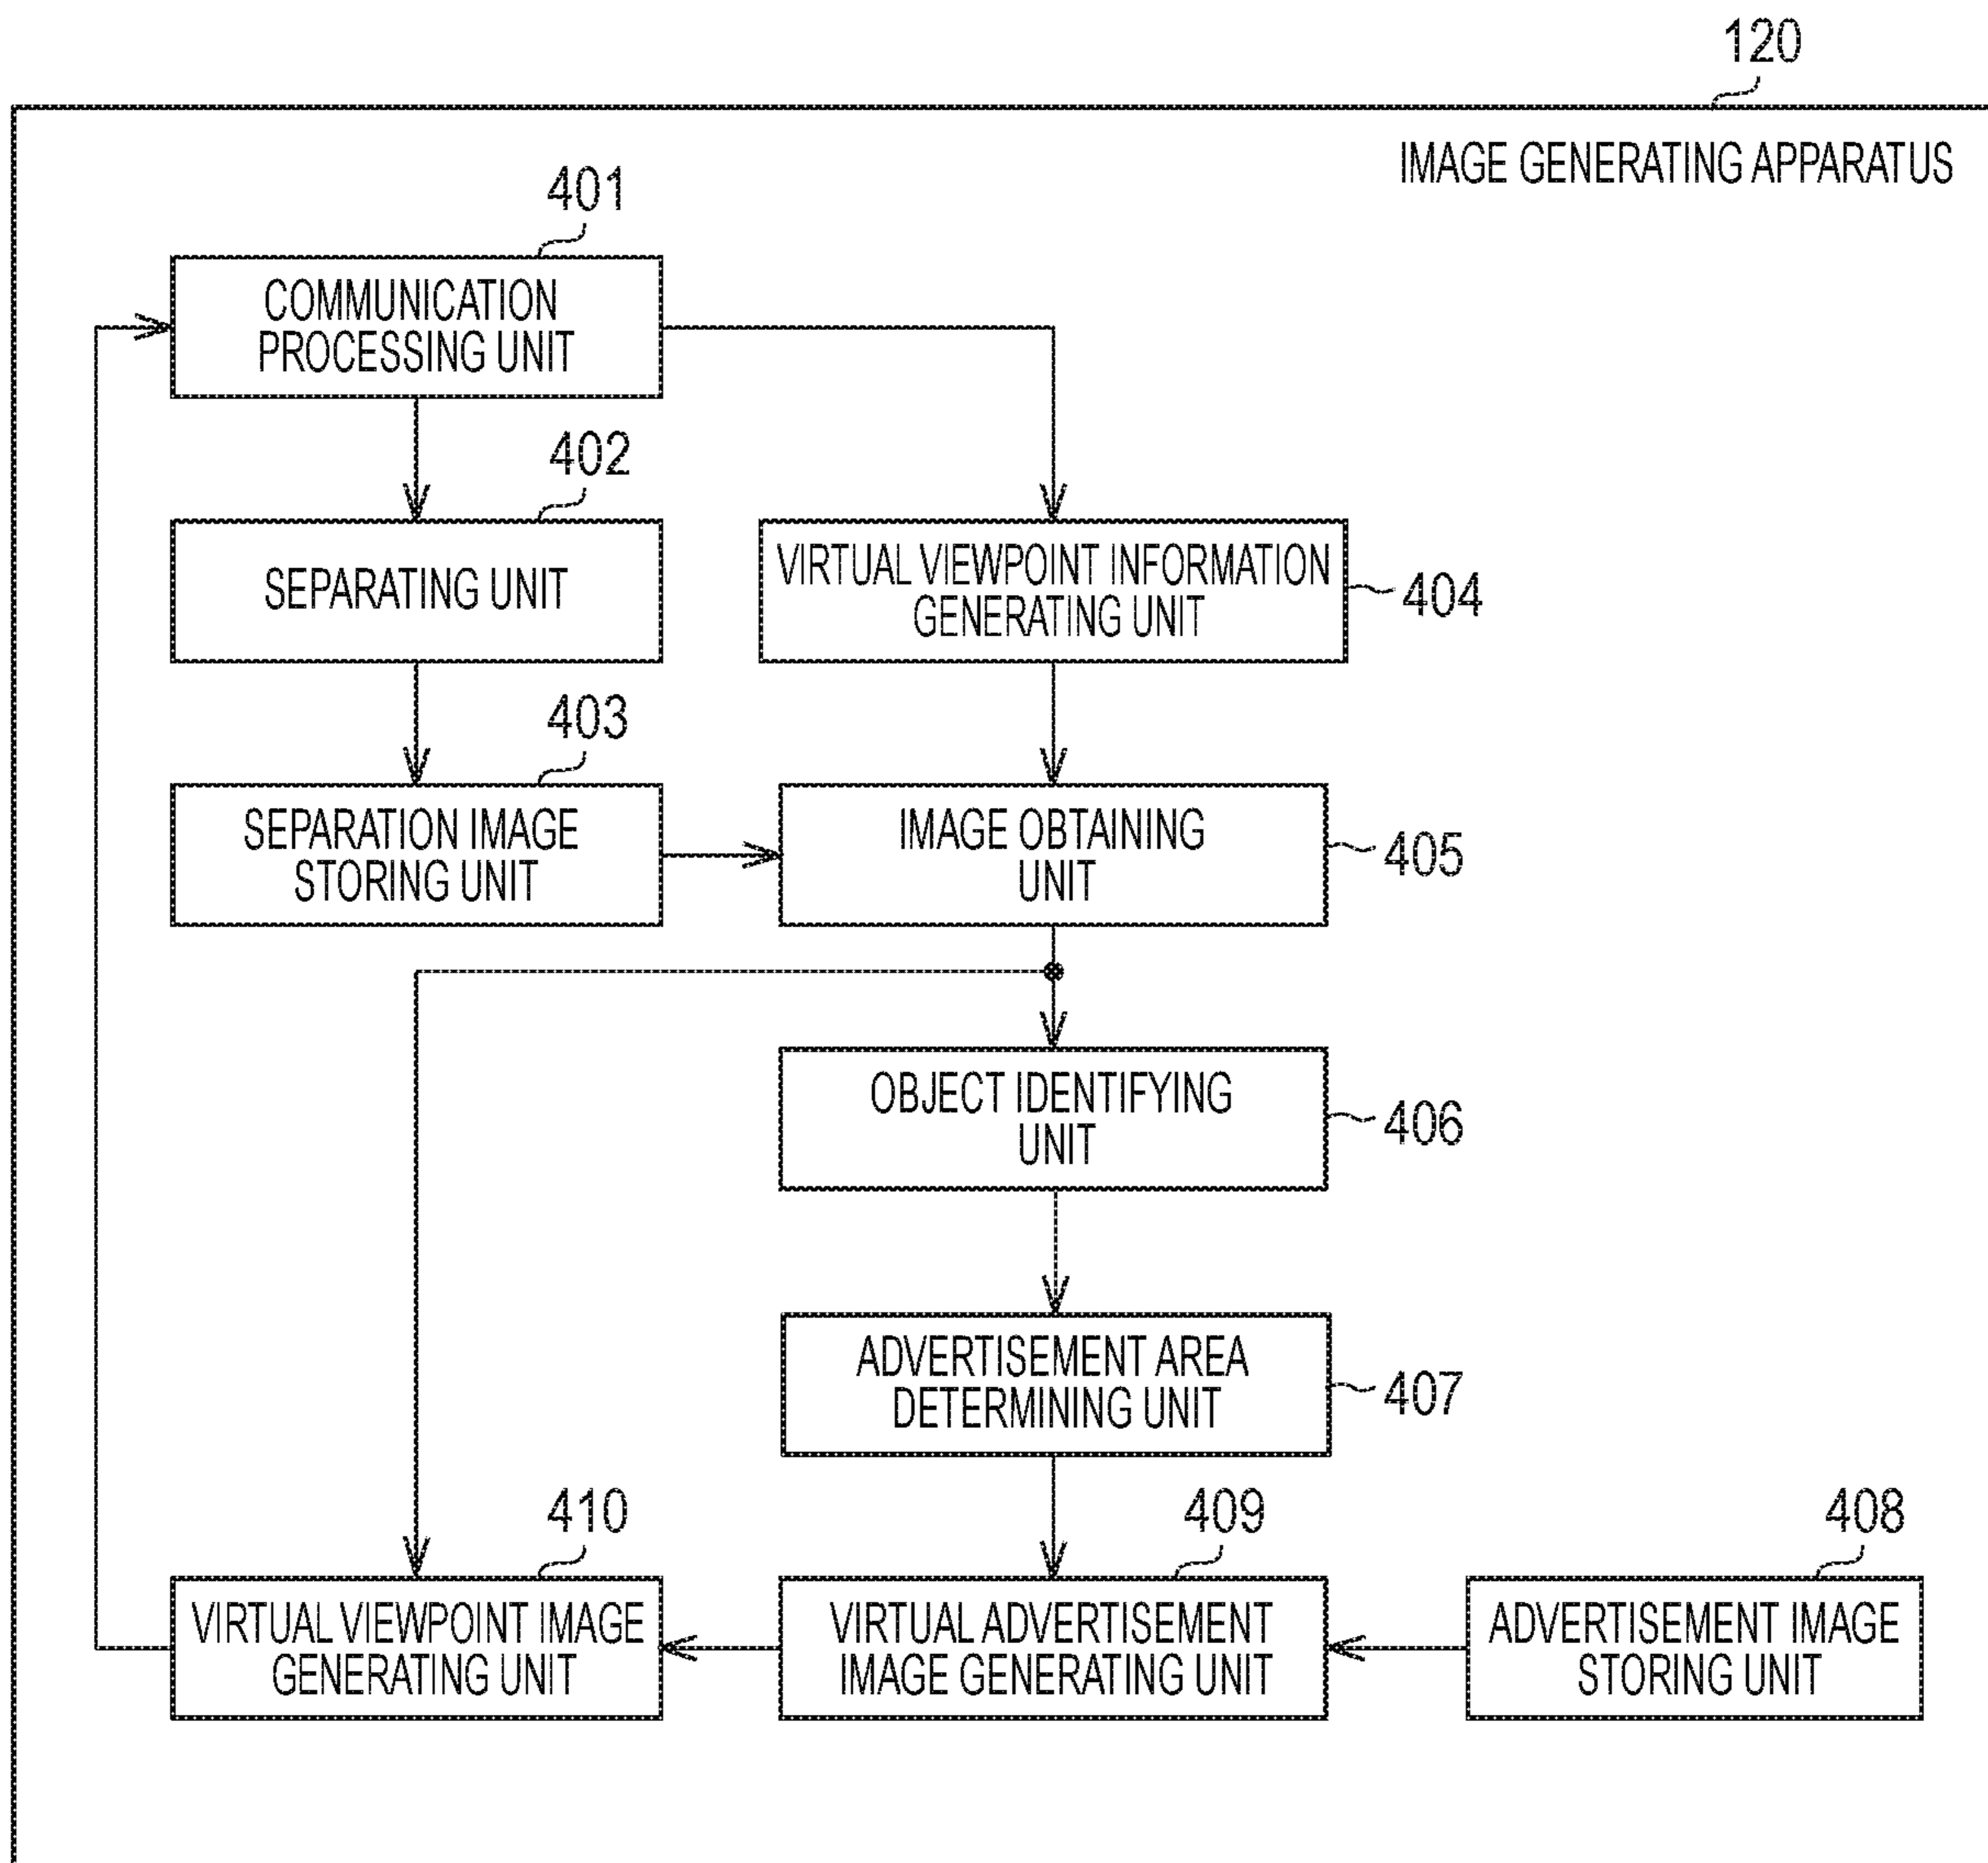 120
IMAGE GENERATING APPARATUS
401
COMMUNICATION
PROCESSING UNIT
402
SEPARATING UNIT
VIRTUAL VIEWPOINT INFORMATION
GENERATING UNIT
404
403
SEPARATION IMAGE
STORING UNIT
IMAGE OBTAINING
UNIT
405
OBJECT IDENTIFYING
UNIT
406
ADVERTISEMENT AREA
DETERMINING UNIT
407
410
VIRTUAL VIEWPOINT IMAGE
GENERATING UNIT
409
VIRTUAL ADVERTISEMENT
IMAGE GENERATING UNIT
408
ADVERTISEMENT IMAGE
STORING UNIT